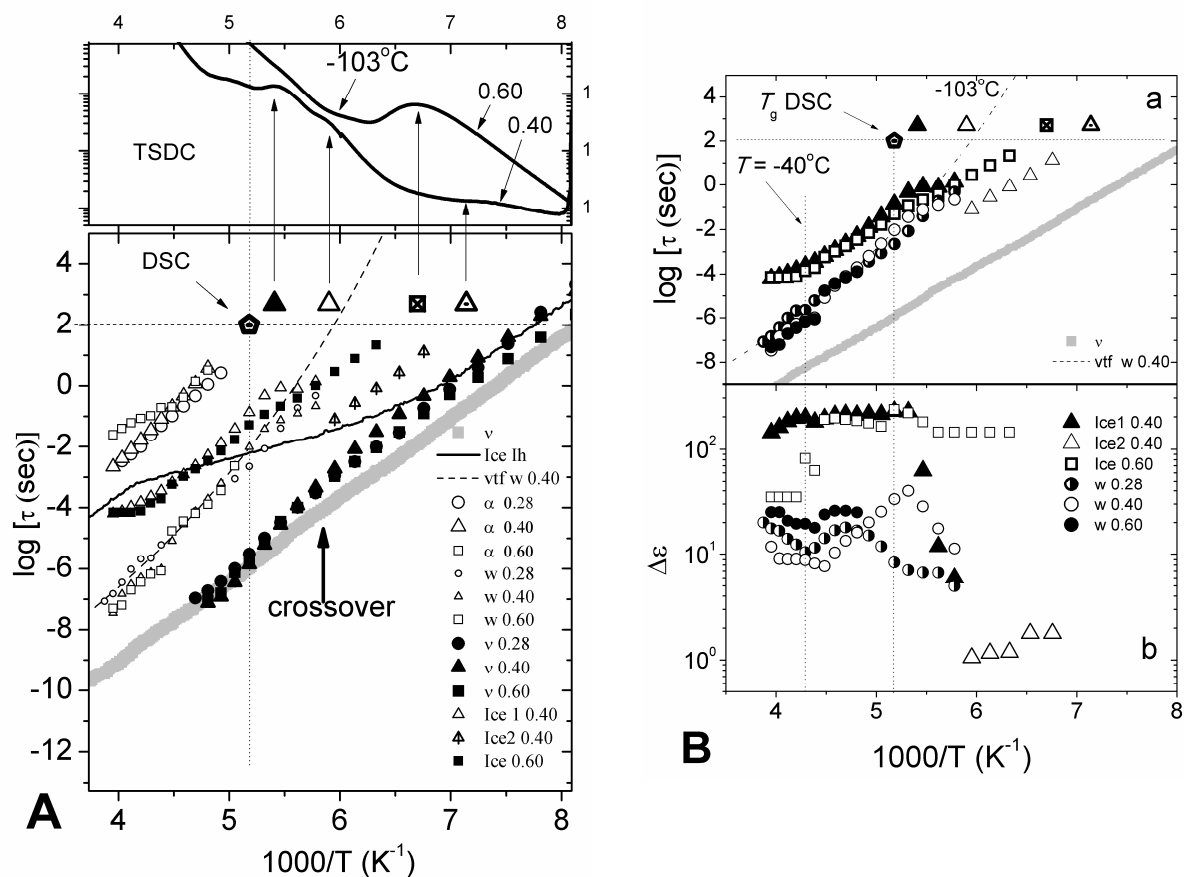 4 5 6 7 8
-103°C
0.60
0.40
TSDC
1
1
1
DSC
4
2
0
-2
-4
-6
-7
-10
-12
log [τ (sec)]
crossover
ν
Ice Ih
vtf w 0.40
α 0.28
α 0.40
α 0.60
w 0.28
w 0.40
w 0.60
ν 0.28
ν 0.40
ν 0.60
Ice 1 0.40
Ice2 0.40
Ice 0.60
4 5 6 7 8
1000/T (K⁻¹)
A
a
-103°C
Tg DSC
T = -40°C
4
2
0
-2
-4
-6
-8
log [τ (sec)]
ν
vtf w 0.40
10²
10¹
10⁰
Δε
Ice1 0.40
Ice2 0.40
Ice 0.60
w 0.28
w 0.40
w 0.60
b
4 5 6 7 8
1000/T (K⁻¹)
B